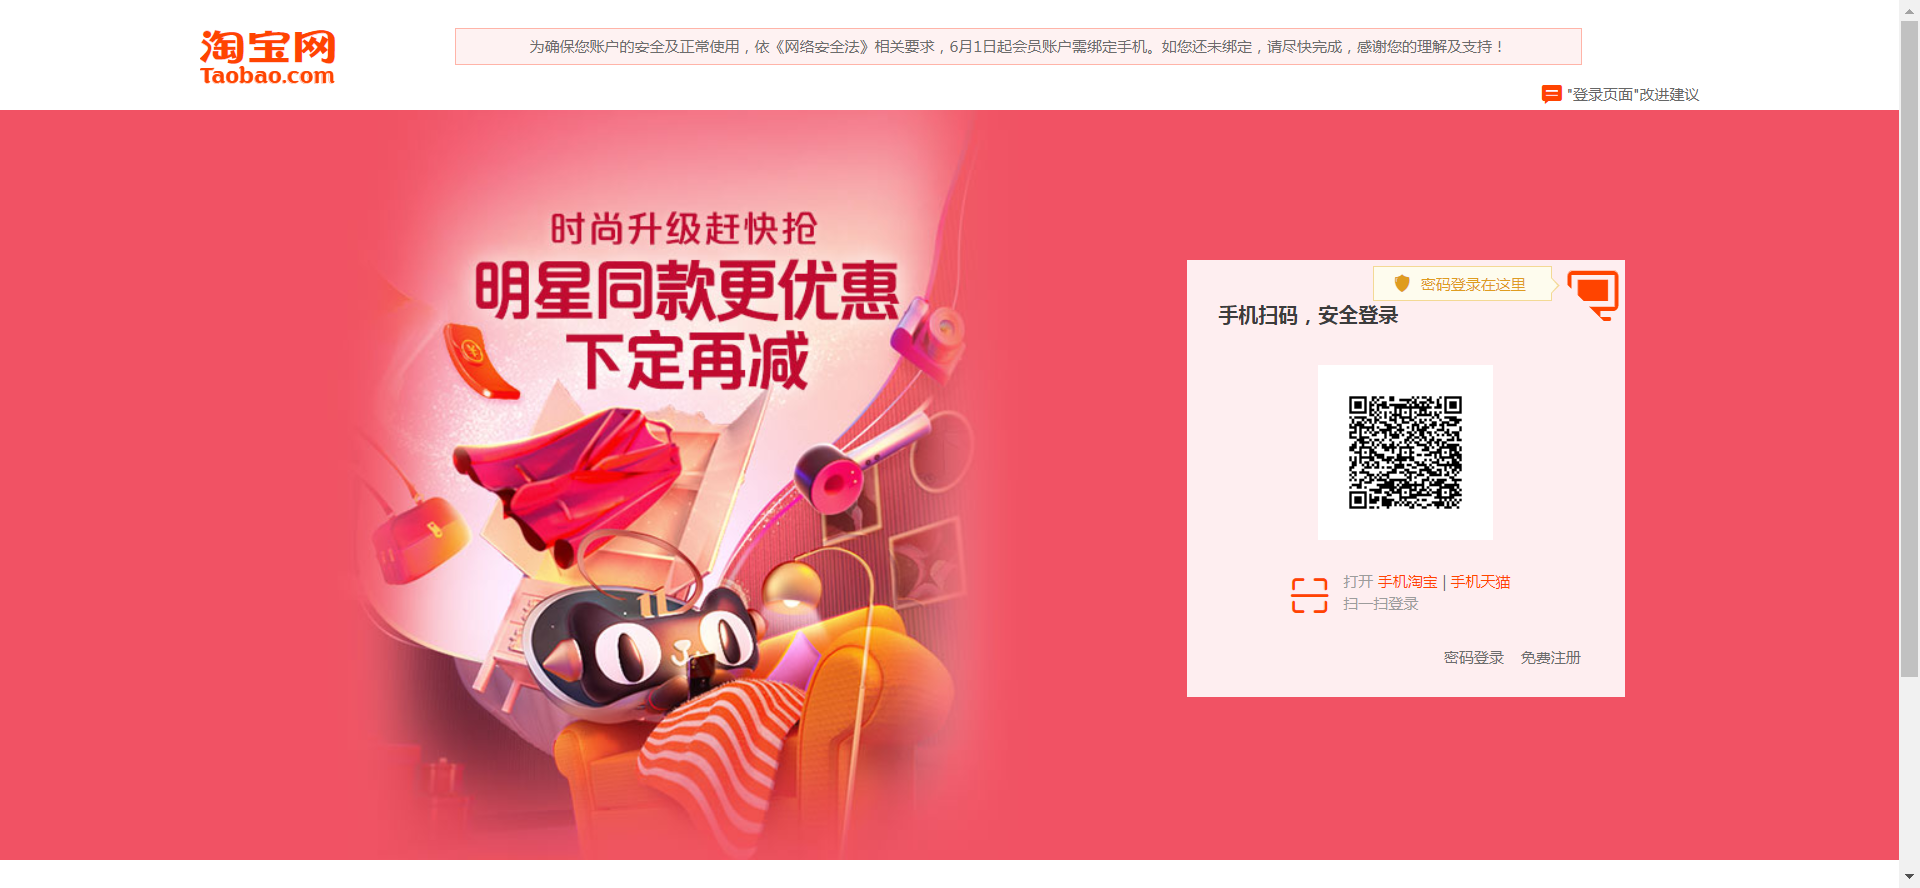 淘宝网
Taobao.com
为确保您账户的安全及正常使用，依《网络安全法》相关要求，6月1日起会员账户需绑定手机。如您还未绑定，请尽快完成，感谢您的理解及支持！
"登录页面"改进建议
时尚升级赶快抢
明星同款更优惠
下定再减
密码登录在这里
手机扫码，安全登录
打开 手机淘宝 | 手机天猫
扫一扫登录
密码登录 免费注册